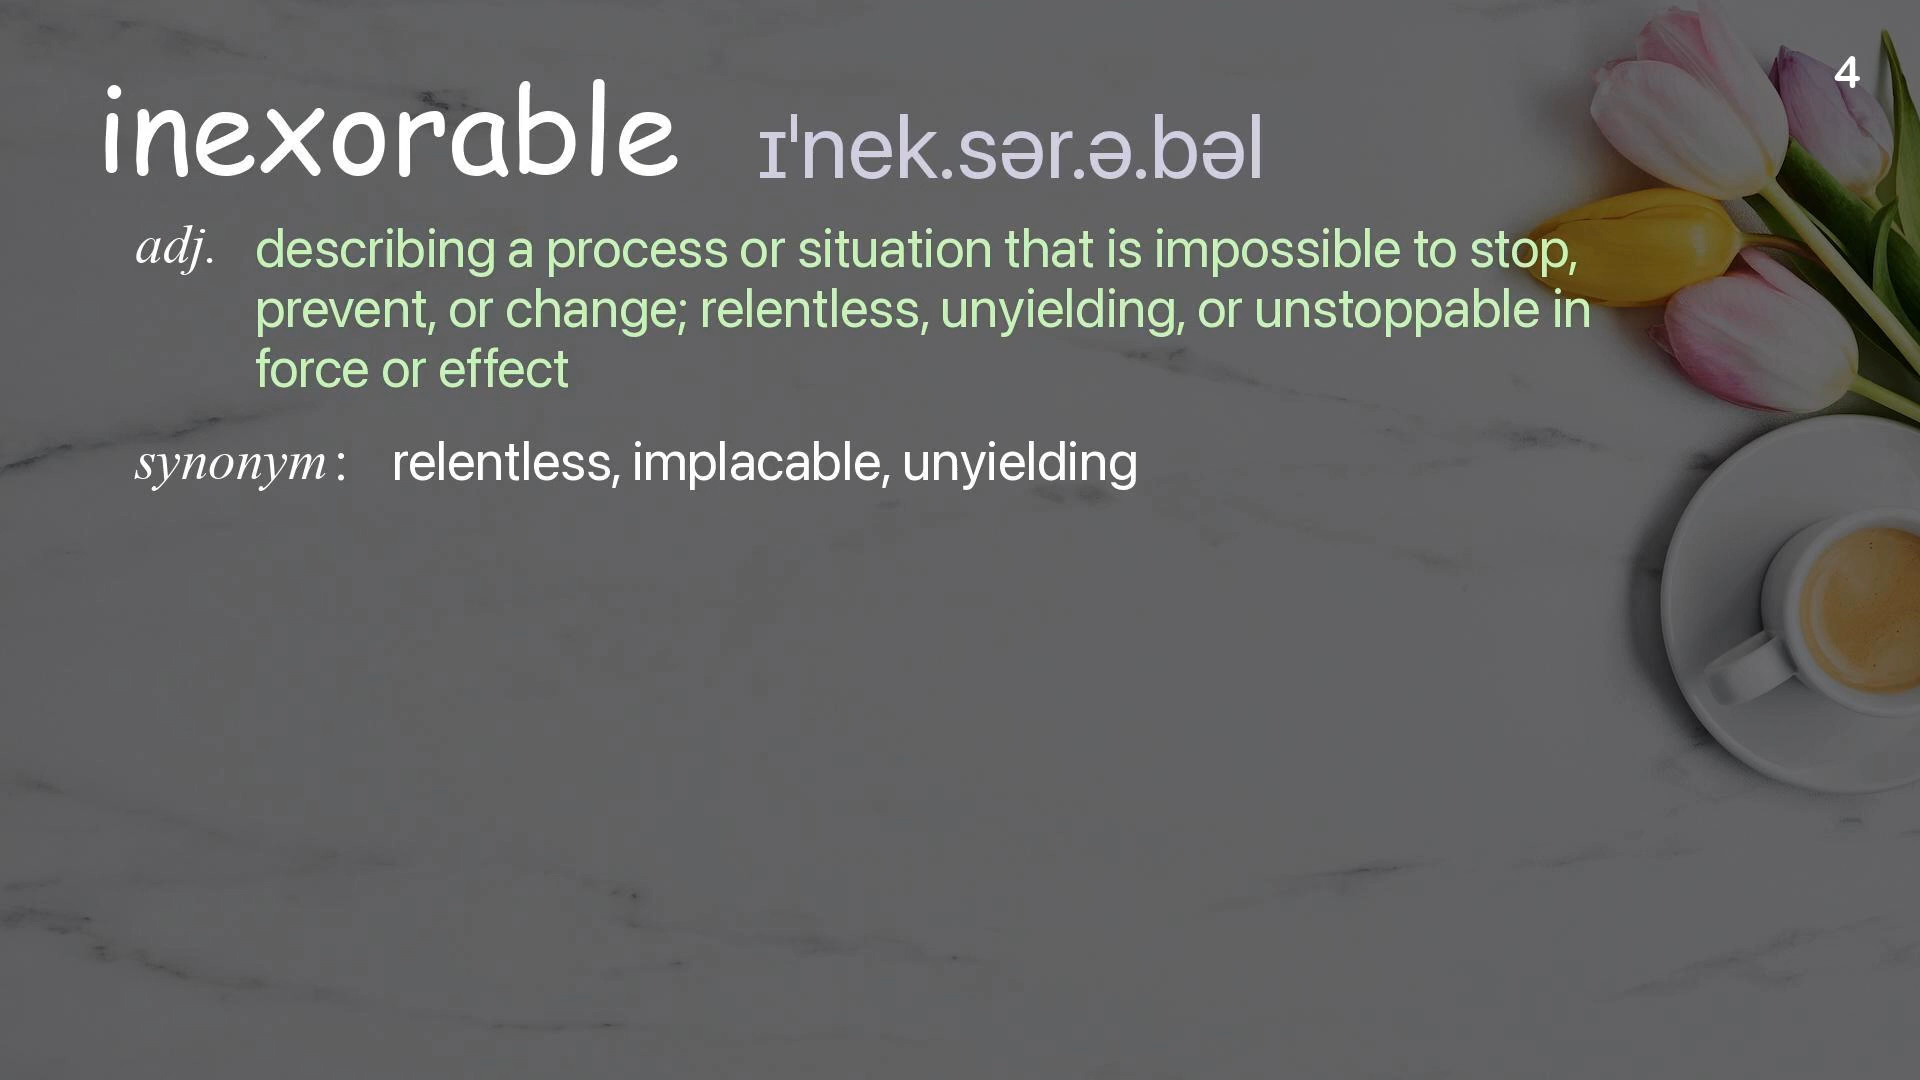 4
inexorable ɪˈnek.sər.ə.bəl
adj. describing a process or situation that is impossible to stop,
prevent, or change; relentless, unyielding, or unstoppable in
force or effect
synonym : relentless, implacable, unyielding